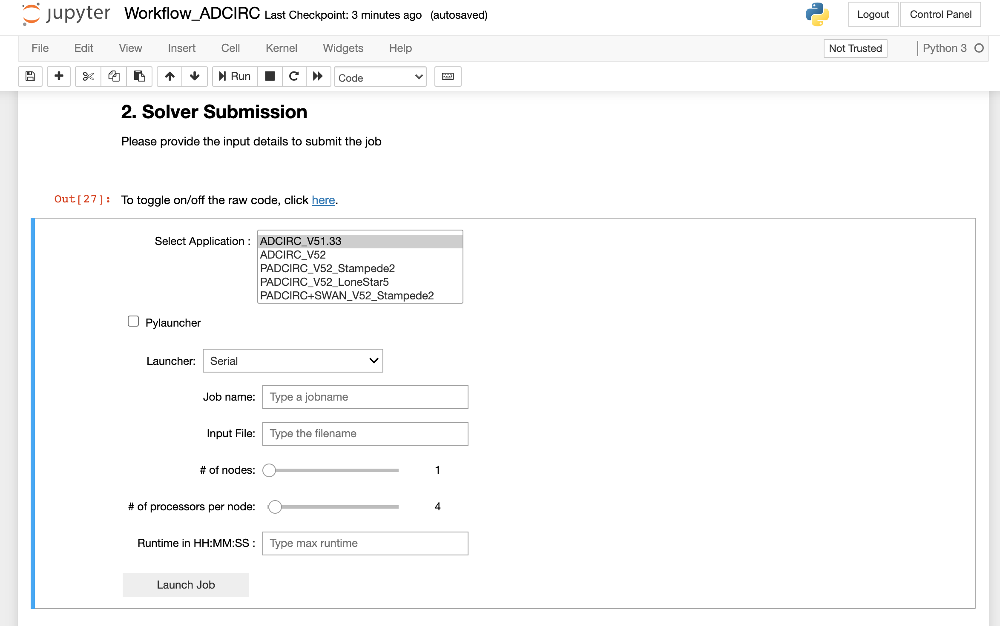 jupyter Workflow_ADCIRC Last Checkpoint: 3 minutes ago (autosaved) Logout Control Panel
File Edit View Insert Cell Kernel Widgets Help Not Trusted Python 3
Run Code
2. Solver Submission
Please provide the input details to submit the job
Out[27]: To toggle on/off the raw code, click here.
Select Application : ADCIRC_V51.33
ADCIRC_V52
PADCIRC_V52_Stampede2
PADCIRC_V52_LoneStar5
PADCIRC+SWAN_V52_Stampede2
Pylauncher
Launcher: Serial
Job name: Type a jobname
Input File: Type the filename
# of nodes: 1
# of processors per node: 4
Runtime in HH:MM:SS : Type max runtime
Launch Job